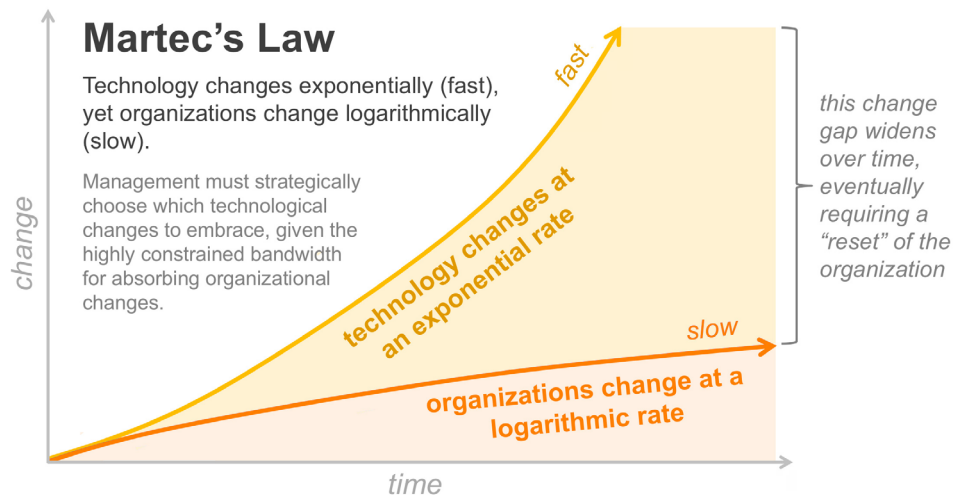 Martec's Law
Technology changes exponentially (fast),
yet organizations change logarithmically
(slow).
Management must strategically
choose which technological
changes to embrace, given the
highly constrained bandwidth
for absorbing organizational
changes.
change
fast
technology changes at
an exponential rate
this change
gap widens
over time,
eventually
requiring a
“reset” of the
organization
slow
organizations change at a
logarithmic rate
time